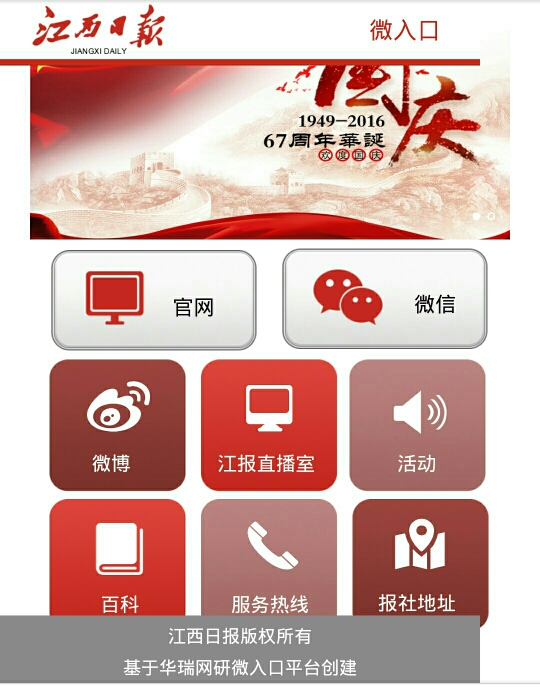 江西日报
JIANGXI DAILY
微入口
国庆
1949-2016
67周年華誕
欢度国庆
官网
微信
微博
江报直播室
活动
百科
服务热线
报社地址
江西日报版权所有
基于华瑞网研微入口平台创建